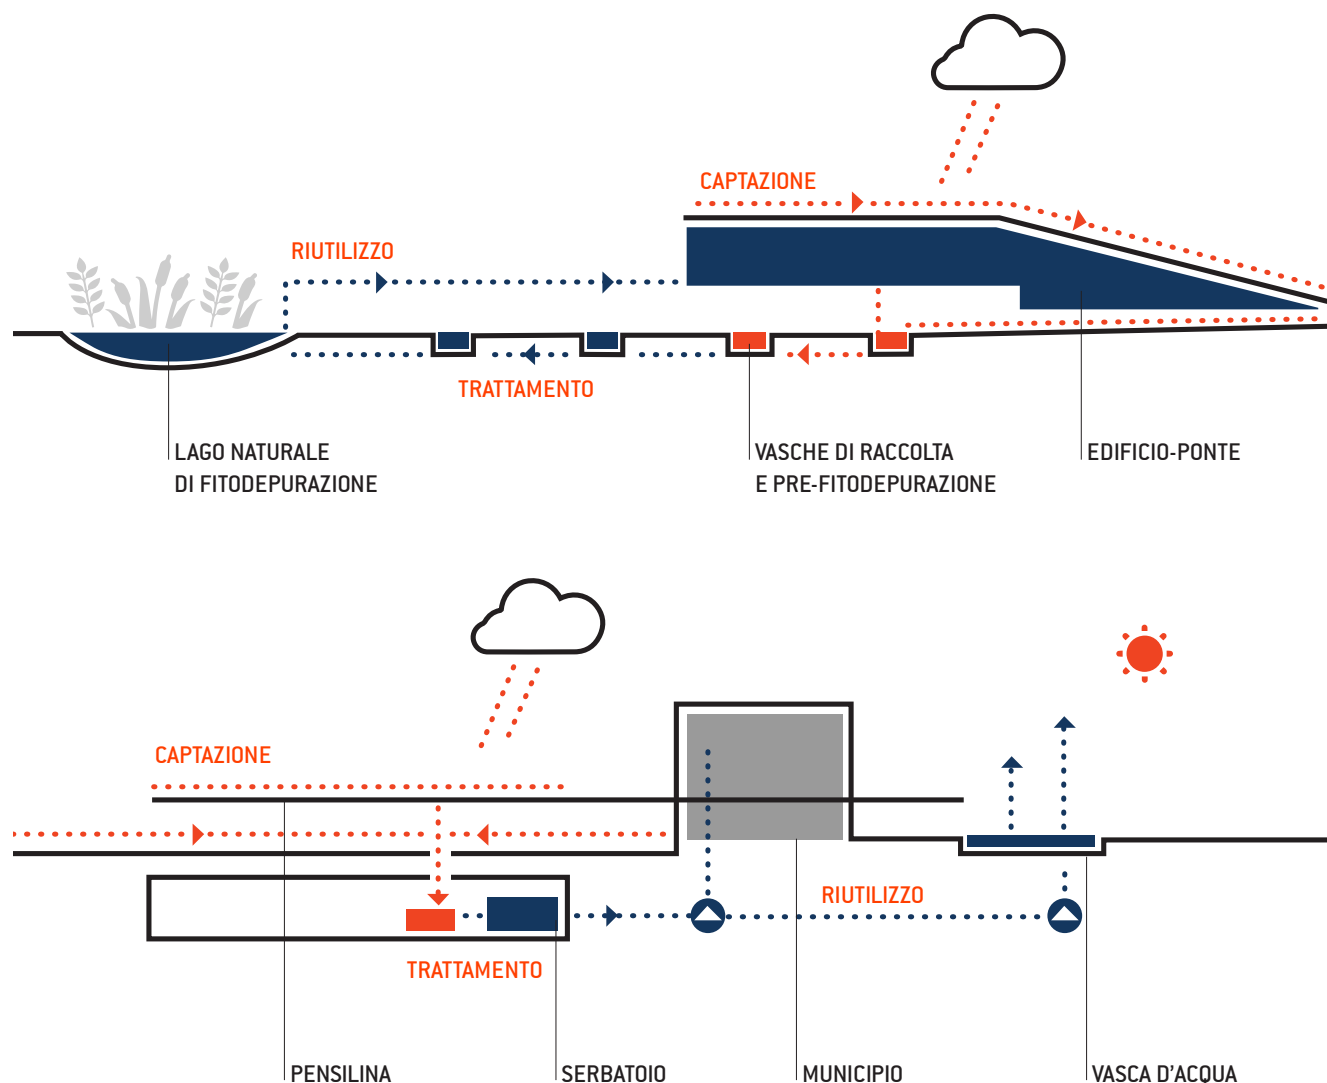 CAPTAZIONE
RIUTILIZZO
TRATTAMENTO
LAGO NATURALE
DI FITODEPURAZIONE
VASCHE DI RACCOLTA
E PRE-FITODEPURAZIONE
EDIFICIO-PONTE
CAPTAZIONE
RIUTILIZZO
TRATTAMENTO
PENSILINA
SERBATOIO
MUNICIPIO
VASCA D’ACQUA